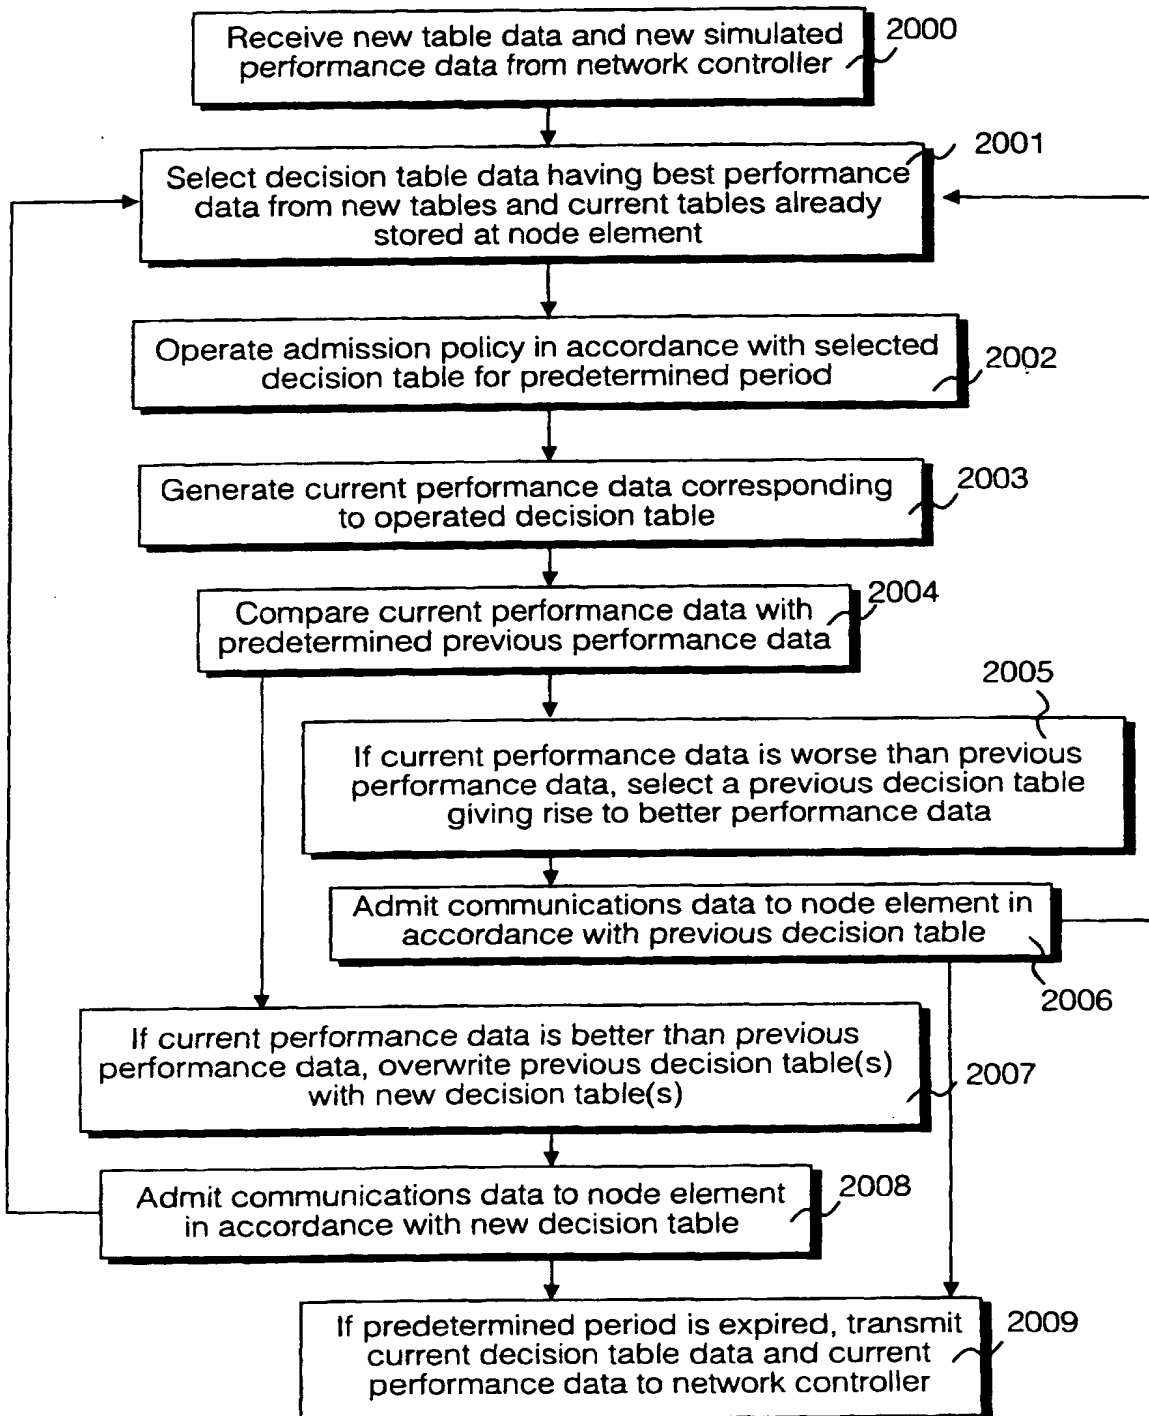 Receive new table data and new simulated
performance data from network controller
2000
Select decision table data having best performance
data from new tables and current tables already
stored at node element
2001
Operate admission policy in accordance with selected
decision table for predetermined period
2002
Generate current performance data corresponding
to operated decision table
2003
Compare current performance data with
predetermined previous performance data
2004
2005
If current performance data is worse than previous
performance data, select a previous decision table
giving rise to better performance data
Admit communications data to node element in
accordance with previous decision table
2006
If current performance data is better than previous
performance data, overwrite previous decision table(s)
with new decision table(s)
2007
Admit communications data to node element
in accordance with new decision table
2008
If predetermined period is expired, transmit
current decision table data and current
performance data to network controller
2009